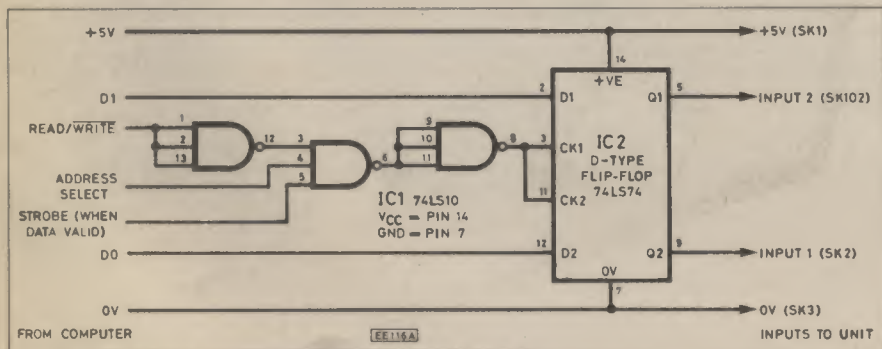 +5V
+5V (SK1)
14
+VE
D1
2
D1
Q1
5
INPUT 2 (SK102)
READ/WRITE
1
2
13
12
3
4
5
6
9
10
11
8
3
CK1
IC2
D-TYPE
FLIP-FLOP
74LS74
11
CK2
ADDRESS
SELECT
STROBE (WHEN
DATA VALID)
IC1 74LS10
VCC = PIN 14
GND = PIN 7
D0
12
D2
Q2
9
INPUT 1 (SK2)
0V
7
0V
0V (SK3)
FROM COMPUTER
EE116A
INPUTS TO UNIT